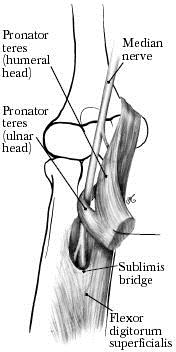 Pronator
teres
(humeral
head)
Median
nerve
Pronator
teres
(ulnar
head)
Sublimis
bridge
Flexor
digitorum
superficialis